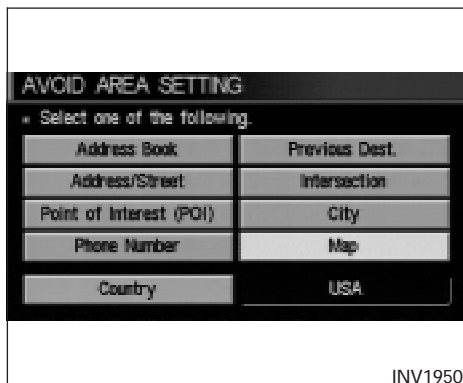 AVOID AREA SETTING
Select one of the following.
Address Book Previous Dest.
Address/Street Intersection
Point of Interest (POI) City
Phone Number Map
Country USA
INV1950